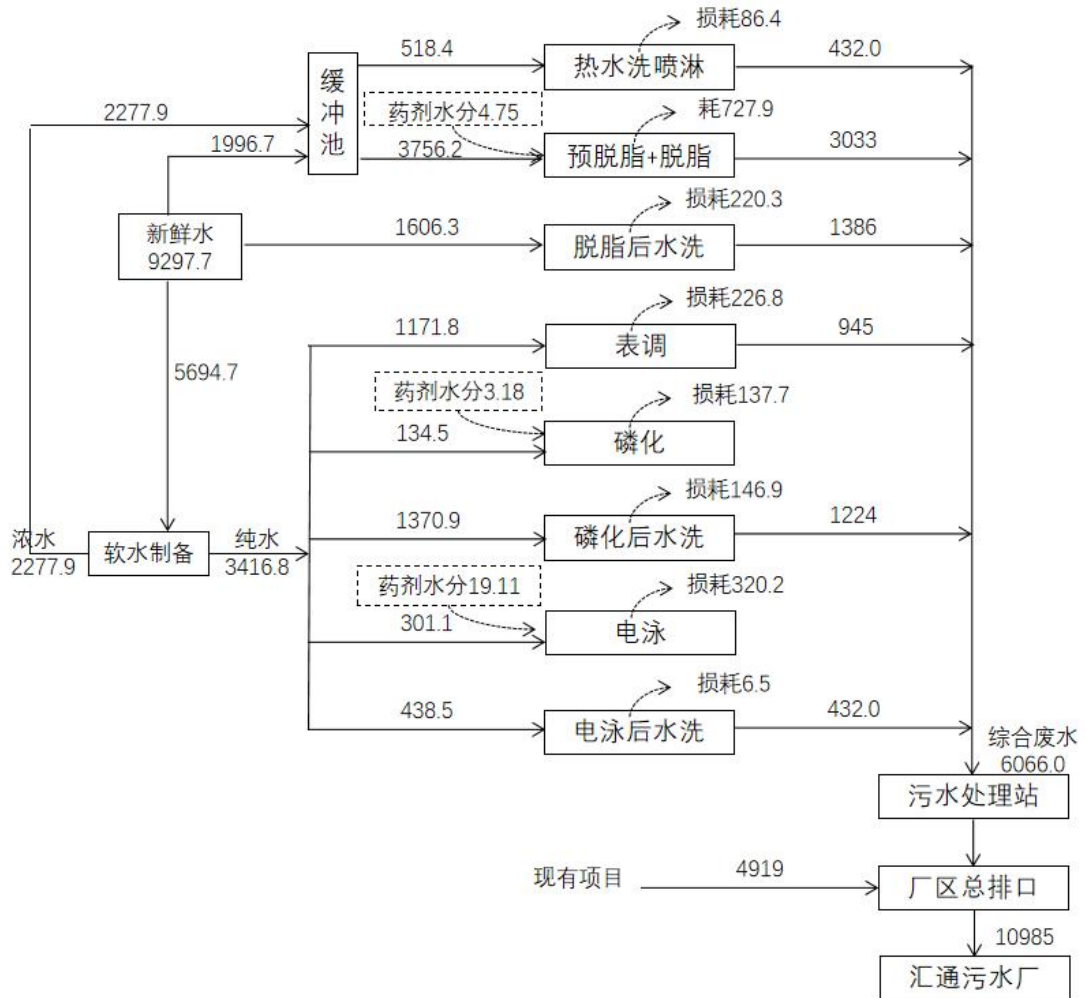 损耗86.4
518.4
热水洗喷淋
432.0
缓冲池
2277.9
药剂水分4.75
耗727.9
1996.7
3756.2
预脱脂+脱脂
3033
新鲜水
9297.7
损耗220.3
1606.3
脱脂后水洗
1386
损耗226.8
1171.8
表调
945
5694.7
药剂水分3.18
损耗137.7
134.5
磷化
损耗146.9
1370.9
磷化后水洗
1224
浓水
2277.9
软水制备
纯水
3416.8
药剂水分19.11
损耗320.2
301.1
电泳
损耗6.5
438.5
电泳后水洗
432.0
综合废水
6066.0
污水处理站
现有项目
4919
厂区总排口
10985
汇通污水厂